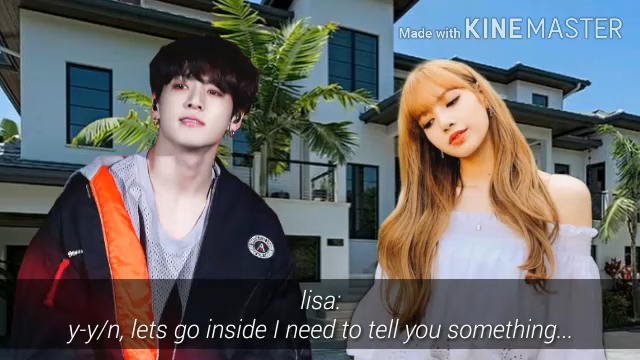 Made with KINEMASTER
lisa:
y-y/n, lets go inside I need to tell you something...